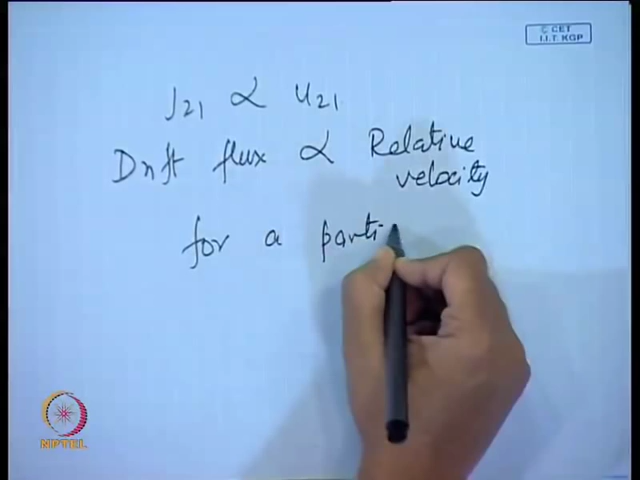 © CET
I.I.T. KGP
j21 ∝ u21
Drift flux ∝ Relative
velocity
for a parti
NPTEL